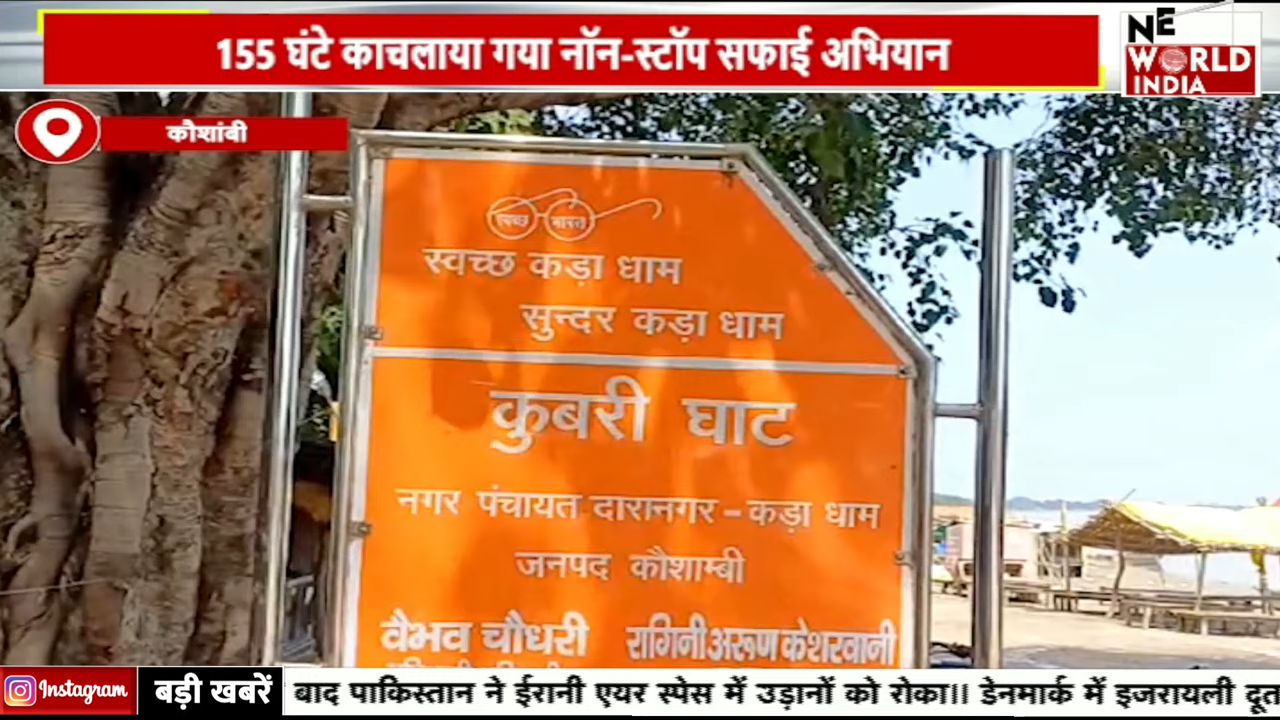 155 घंटे काचलाया गया नॉन-स्टॉप सफाई अभियान
NE
WORLD
INDIA
कौशांबी
स्वच्छ भारत
स्वच्छ कड़ा धाम
सुन्दर कड़ा धाम
कुबरी घाट
नगर पंचायत दारानगर - कड़ा धाम
जनपद कौशाम्बी
वैभव चौधरी रागिनी अरूण केशरवानी
Instagram
बड़ी खबरें
बाद पाकिस्तान ने ईरानी एयर स्पेस में उड़ानों को रोका।। डेनमार्क में इजरायली दूत